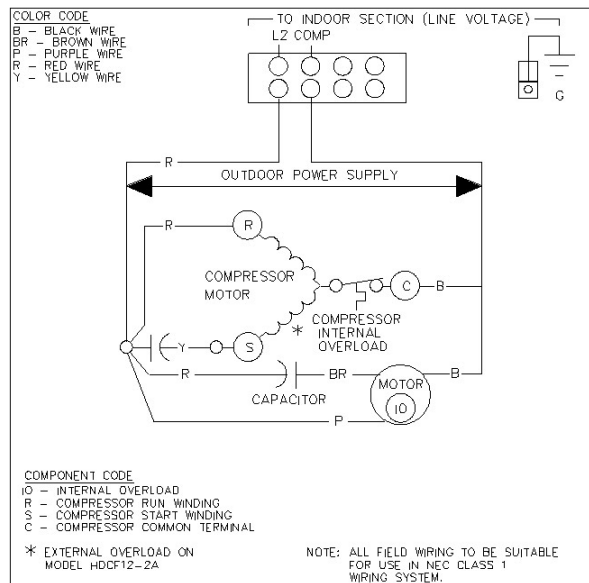 COLOR CODE
B - BLACK WIRE
BR - BROWN WIRE
P - PURPLE WIRE
R - RED WIRE
Y - YELLOW WIRE
TO INDOOR SECTION (LINE VOLTAGE)
L2 COMP
G
R
OUTDOOR POWER SUPPLY
R
R
COMPRESSOR
MOTOR
C
B
COMPRESSOR
INTERNAL
OVERLOAD
*
Y
S
R
BR
MOTOR
B
CAPACITOR
IO
P
COMPONENT CODE
IO - INTERNAL OVERLOAD
R - COMPRESSOR RUN WINDING
S - COMPRESSOR START WINDING
C - COMPRESSOR COMMON TERMINAL
* EXTERNAL OVERLOAD ON
MODEL HDCF12-2A
NOTE: ALL FIELD WIRING TO BE SUITABLE
FOR USE IN NEC CLASS 1
WIRING SYSTEM.